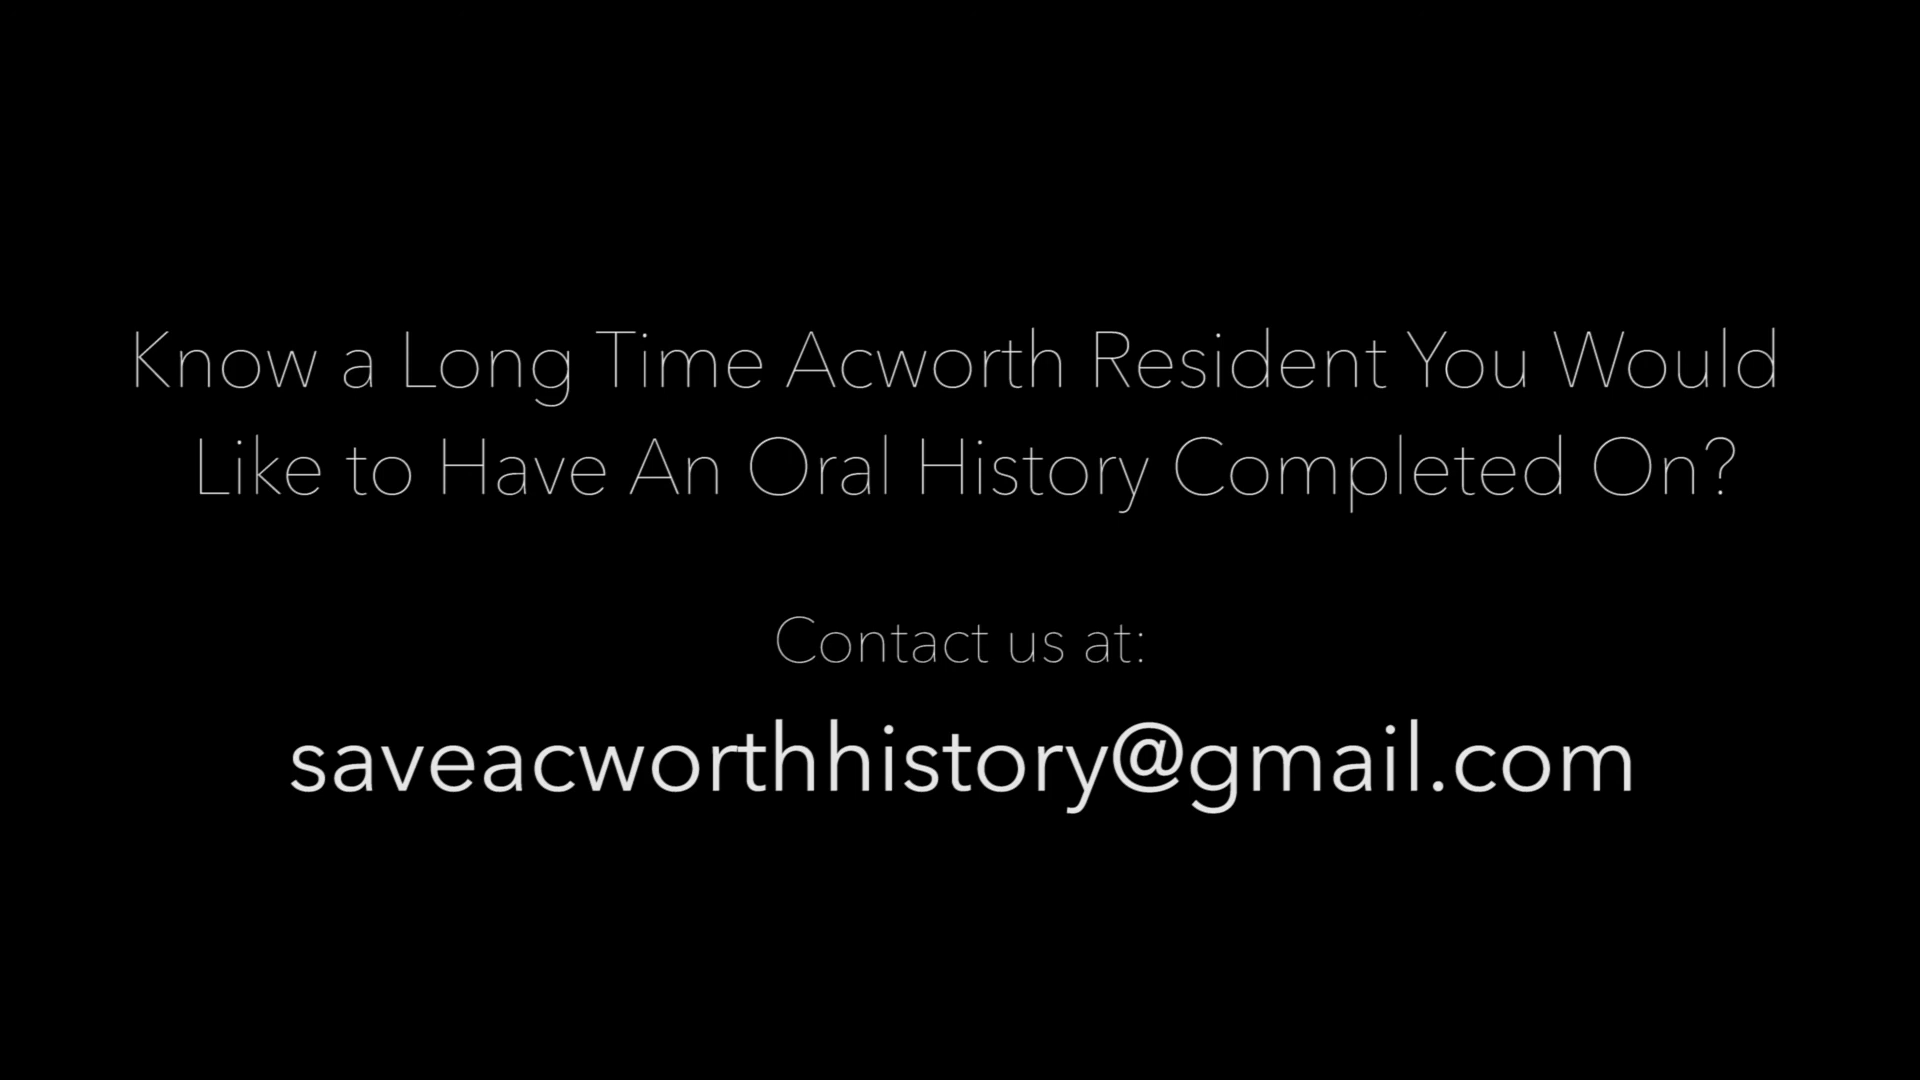 Know a Long Time Acworth Resident You Would
Like to Have An Oral History Completed On?
Contact us at:
saveacworthhistory@gmail.com